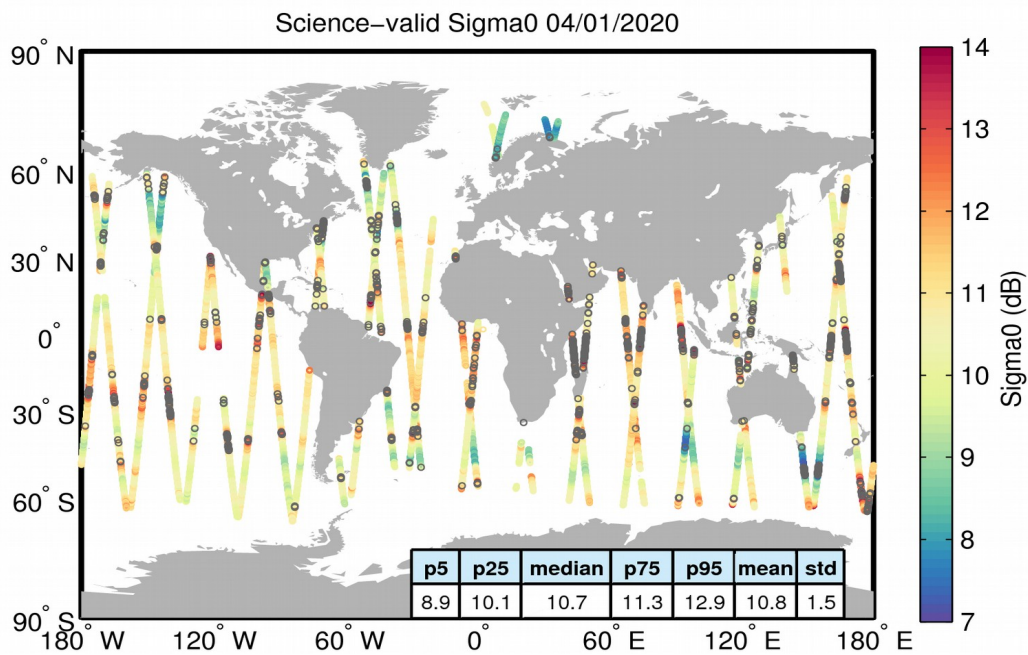 Science−valid Sigma0 04/01/2020
90° N
60° N
30° N
0°
30° S
60° S
90° S
180° W
120° W
60° W
0°
60° E
120° E
180° E
p5 p25 median p75 p95 mean std
8.9 10.1 10.7 11.3 12.9 10.8 1.5
14
13
12
11
10
9
8
7
Sigma0 (dB)